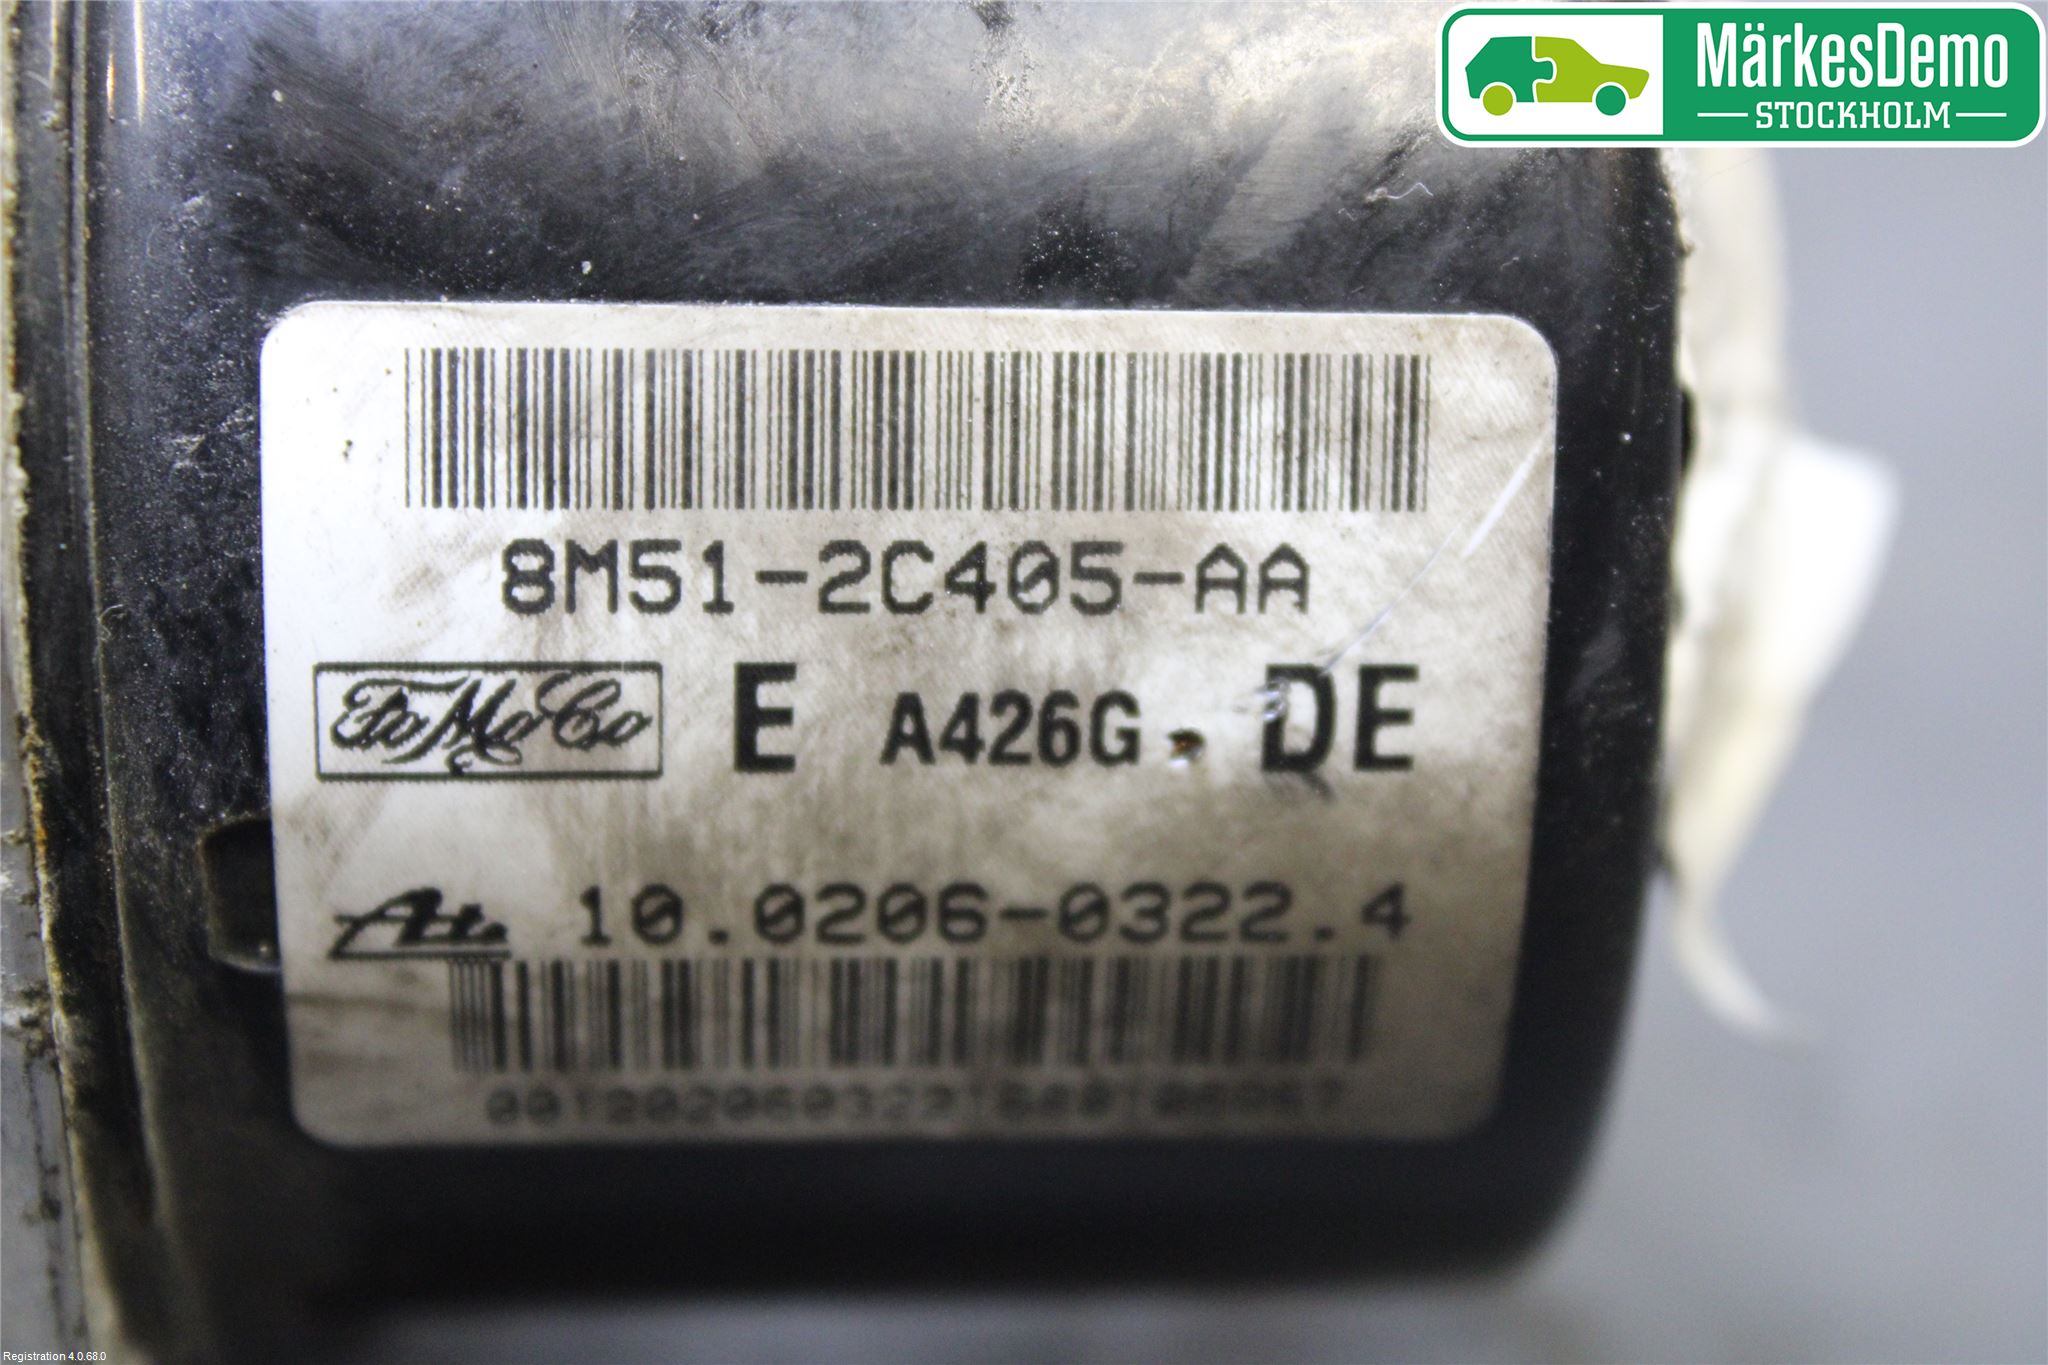 MärkesDemo
STOCKHOLM
8M51-2C405-AA
FoMoCo E A426G. DE
Ate 10.0206-0322.4
Registration 4.0.68.0